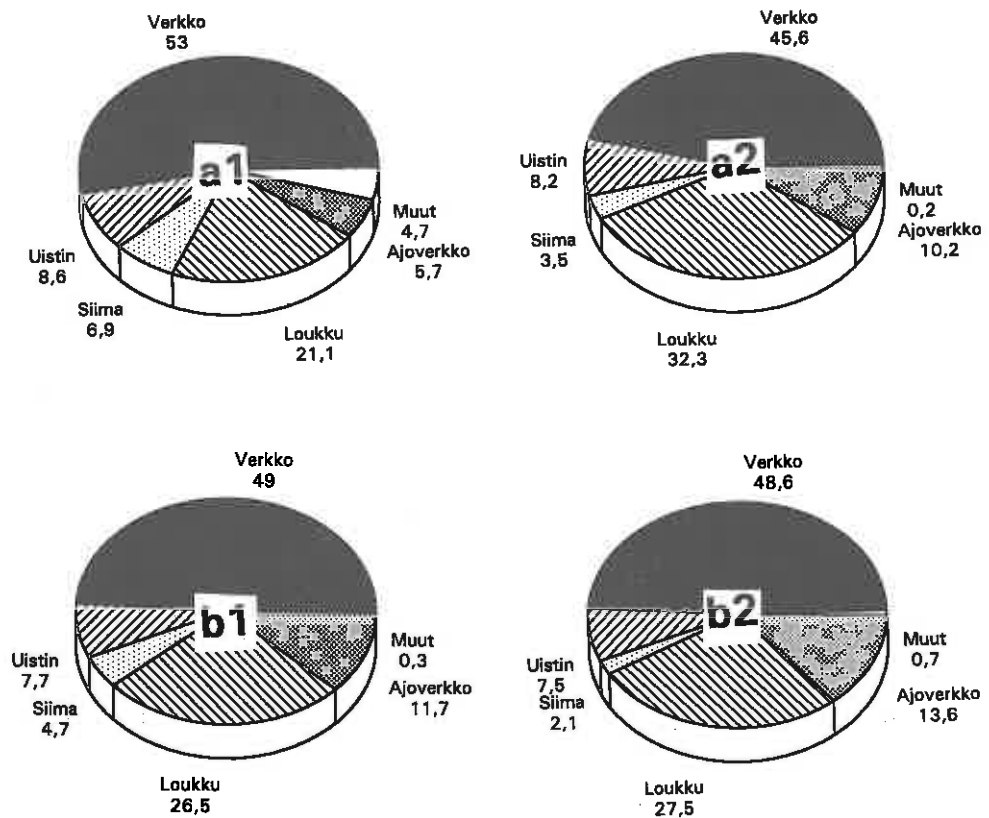 Verkko
53
a1
Muut
4,7
Ajoverkko
5,7
Uistin
8,6
Siima
6,9
Loukku
21,1
Verkko
45,6
a2
Uistin
8,2
Muut
0,2
Ajoverkko
10,2
Siima
3,5
Loukku
32,3
Verkko
49
b1
Muut
0,3
Uistin
7,7
Ajoverkko
11,7
Siima
4,7
Loukku
26,5
Verkko
48,6
b2
Muut
0,7
Uistin
7,5
Siima
2,1
Ajoverkko
13,6
Loukku
27,5